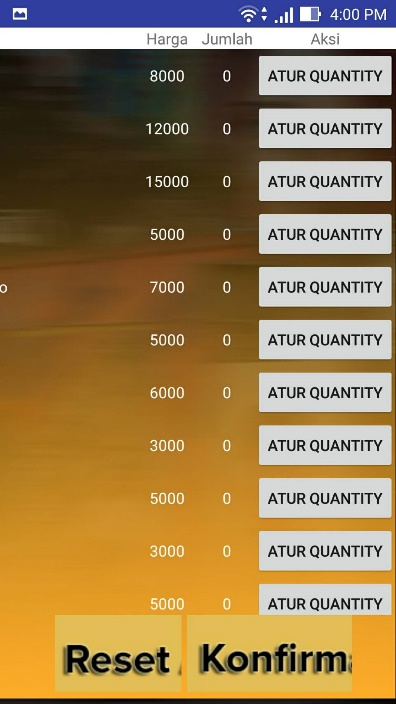 4:00 PM
Harga Jumlah Aksi
8000 0 ATUR QUANTITY
12000 0 ATUR QUANTITY
15000 0 ATUR QUANTITY
5000 0 ATUR QUANTITY
o 7000 0 ATUR QUANTITY
5000 0 ATUR QUANTITY
6000 0 ATUR QUANTITY
3000 0 ATUR QUANTITY
5000 0 ATUR QUANTITY
3000 0 ATUR QUANTITY
5000 0 ATUR QUANTITY
Reset Konfirma